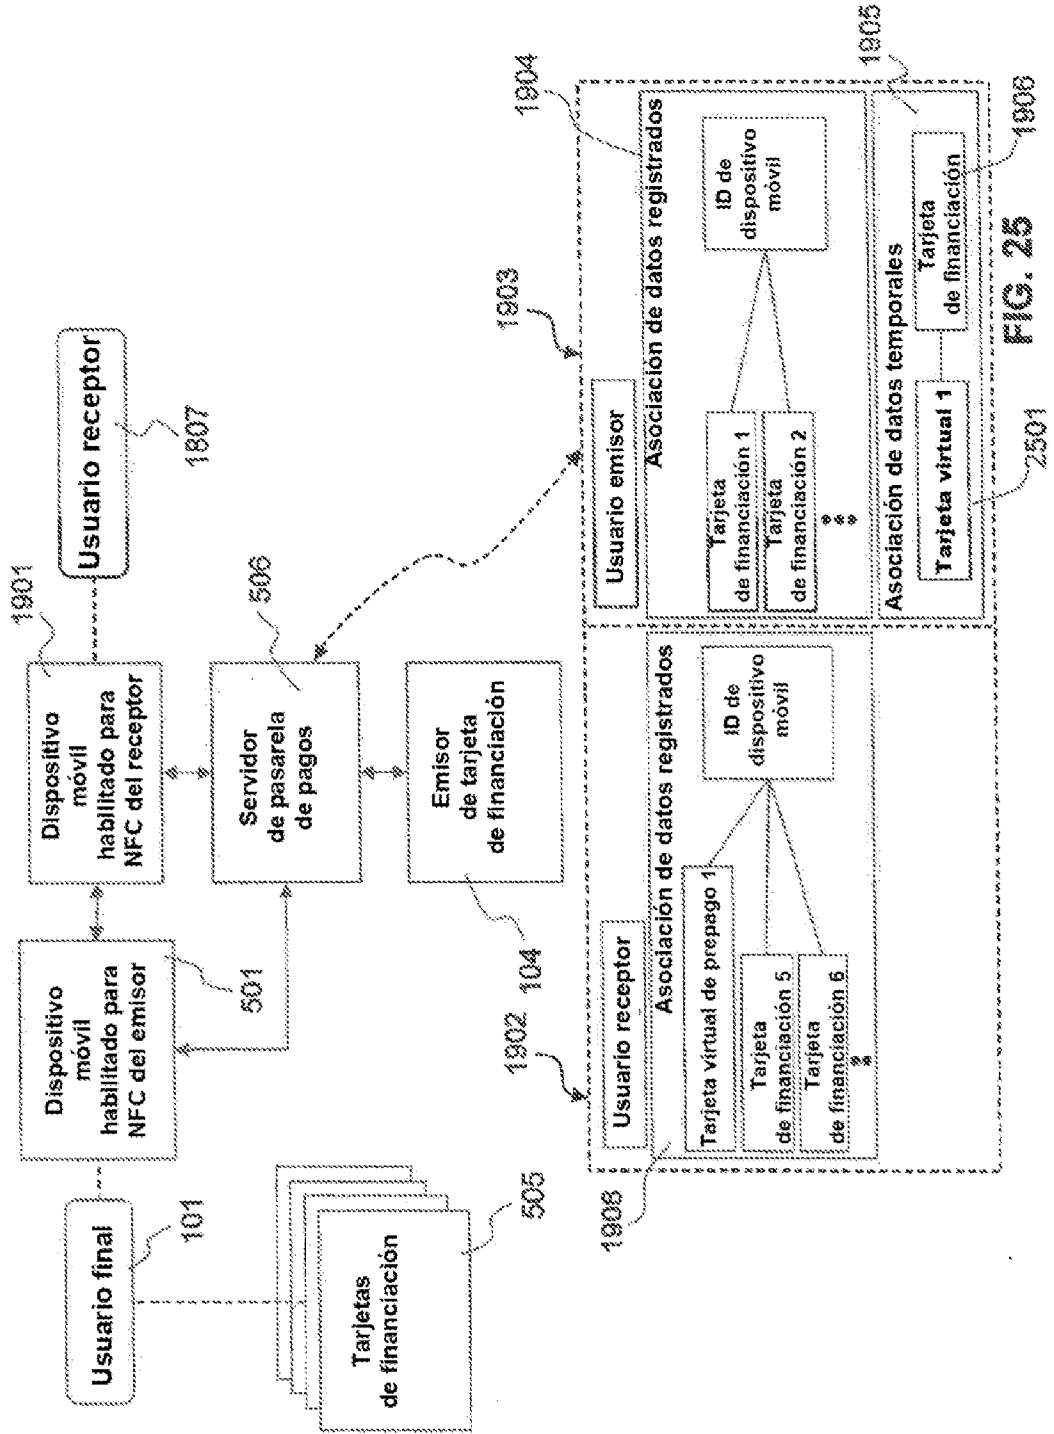 Usuario final
101
Tarjetas
de financiación
505
Dispositivo
móvil
habilitado para
NFC del emisor
501
Dispositivo
móvil
habilitado para
NFC del receptor
1901
Usuario receptor
1807
Servidor
de pasarela
de pagos
506
Emisor
de tarjeta
de financiación
104
1902
Usuario receptor
1908
Asociación de datos registrados
Tarjeta virtual de prepago 1
Tarjeta
de financiación 5
Tarjeta
de financiación 6
ID de
dispositivo
móvil
1903
Usuario emisor
1904
Asociación de datos registrados
Tarjeta
de financiación 1
Tarjeta
de financiación 2
ID de
dispositivo
móvil
Asociación de datos temporales
1905
Tarjeta virtual 1
2501
Tarjeta
de financiación
1906
FIG. 25